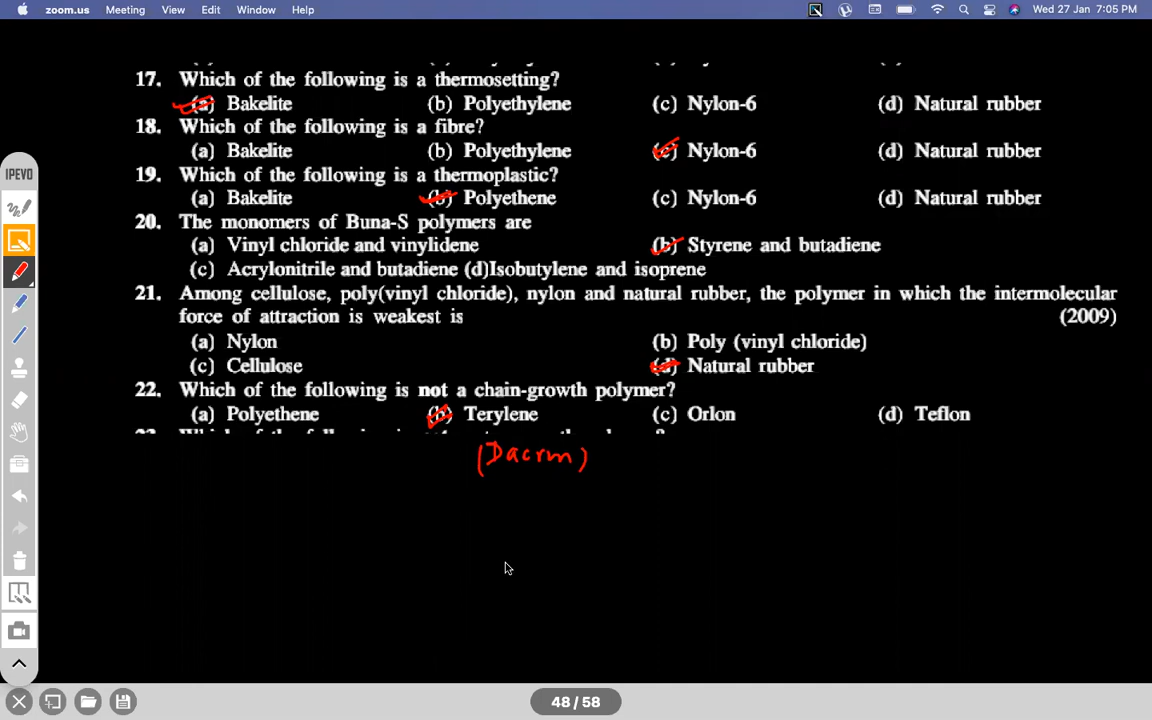 zoom.us Meeting View Edit Window Help Wed 27 Jan 7:05 PM
17. Which of the following is a thermosetting?
(a) Bakelite (b) Polyethylene (c) Nylon-6 (d) Natural rubber
18. Which of the following is a fibre?
(a) Bakelite (b) Polyethylene (c) Nylon-6 (d) Natural rubber
19. Which of the following is a thermoplastic?
(a) Bakelite (b) Polyethene (c) Nylon-6 (d) Natural rubber
20. The monomers of Buna-S polymers are
(a) Vinyl chloride and vinylidene (b) Styrene and butadiene
(c) Acrylonitrile and butadiene (d)Isobutylene and isoprene
21. Among cellulose, poly(vinyl chloride), nylon and natural rubber, the polymer in which the intermolecular
force of attraction is weakest is (2009)
(a) Nylon (b) Poly (vinyl chloride)
(c) Cellulose (d) Natural rubber
22. Which of the following is not a chain-growth polymer?
(a) Polyethene (b) Terylene (c) Orlon (d) Teflon
(Dacrm)
IPEVO
48 / 58